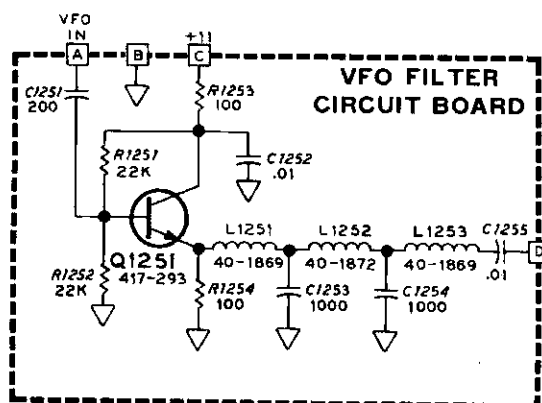 VFO
IN
+11
A
B
C
VFO FILTER
CIRCUIT BOARD
C1251
200
R1253
100
R1251
22K
C1252
.01
L1251
L1252
L1253
C1255
Q1251
417-293
40-1869
40-1872
40-1869
.01
D
R1252
22K
R1254
100
C1253
1000
C1254
1000